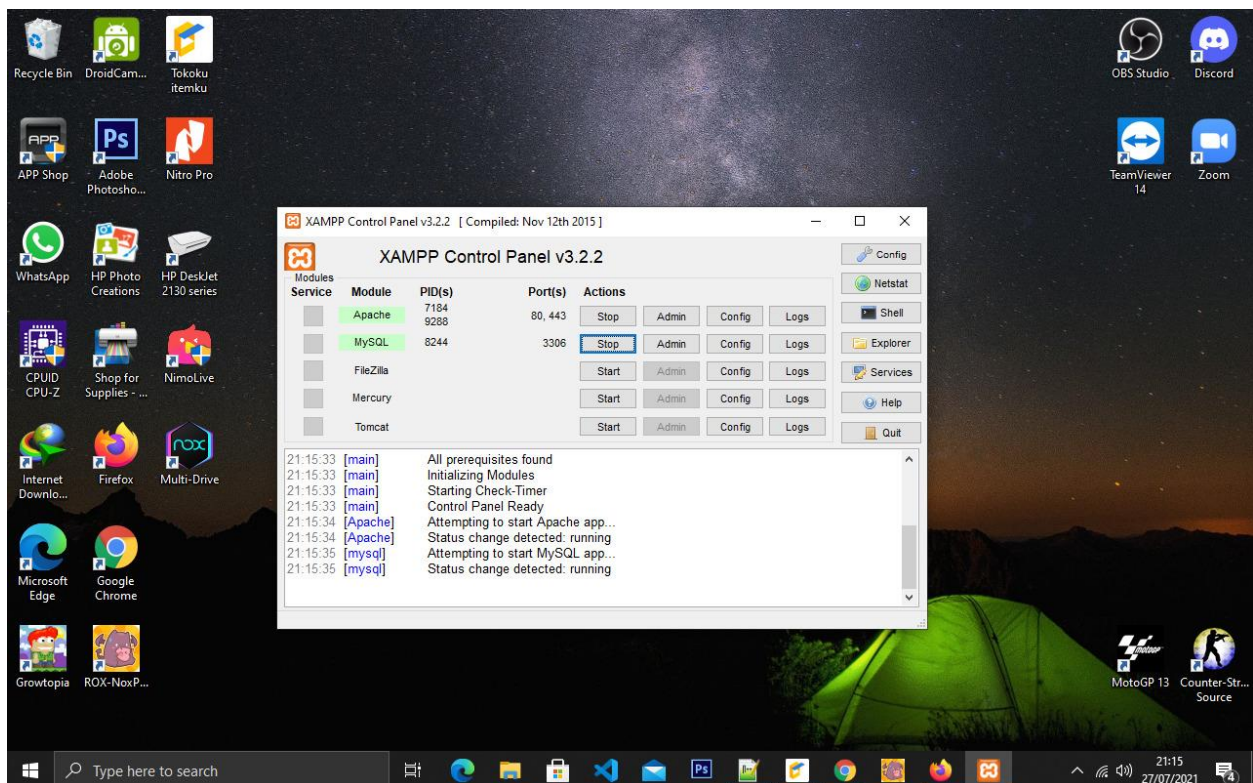 Recycle Bin
DroidCam...
Tokoku
itemku
OBS Studio
Discord
APP
APP Shop
Ps
Adobe
Photosho...
Nitro Pro
TeamViewer
14
Zoom
WhatsApp
HP Photo
Creations
HP DeskJet
2130 series
CPUID
CPU-Z
Shop for
Supplies - ...
NimoLive
Internet
Downlo...
Firefox
nox
Multi-Drive
Microsoft
Edge
Google
Chrome
Growtopia
ROX-NoxP...
MotoGP 13
Counter-Str...
Source
XAMPP Control Panel v3.2.2 [ Compiled: Nov 12th 2015 ]
XAMPP Control Panel v3.2.2
Modules
Service Module PID(s) Port(s) Actions
Apache 7184 9288 80, 443 Stop Admin Config Logs
MySQL 8244 3306 Stop Admin Config Logs
FileZilla Start Admin Config Logs
Mercury Start Admin Config Logs
Tomcat Start Admin Config Logs
Config
Netstat
Shell
Explorer
Services
Help
Quit
21:15:33 [main] All prerequisites found
21:15:33 [main] Initializing Modules
21:15:33 [main] Starting Check-Timer
21:15:33 [main] Control Panel Ready
21:15:34 [Apache] Attempting to start Apache app...
21:15:34 [Apache] Status change detected: running
21:15:35 [mysql] Attempting to start MySQL app...
21:15:35 [mysql] Status change detected: running
Type here to search
Ps
21:15
27/07/2021
4